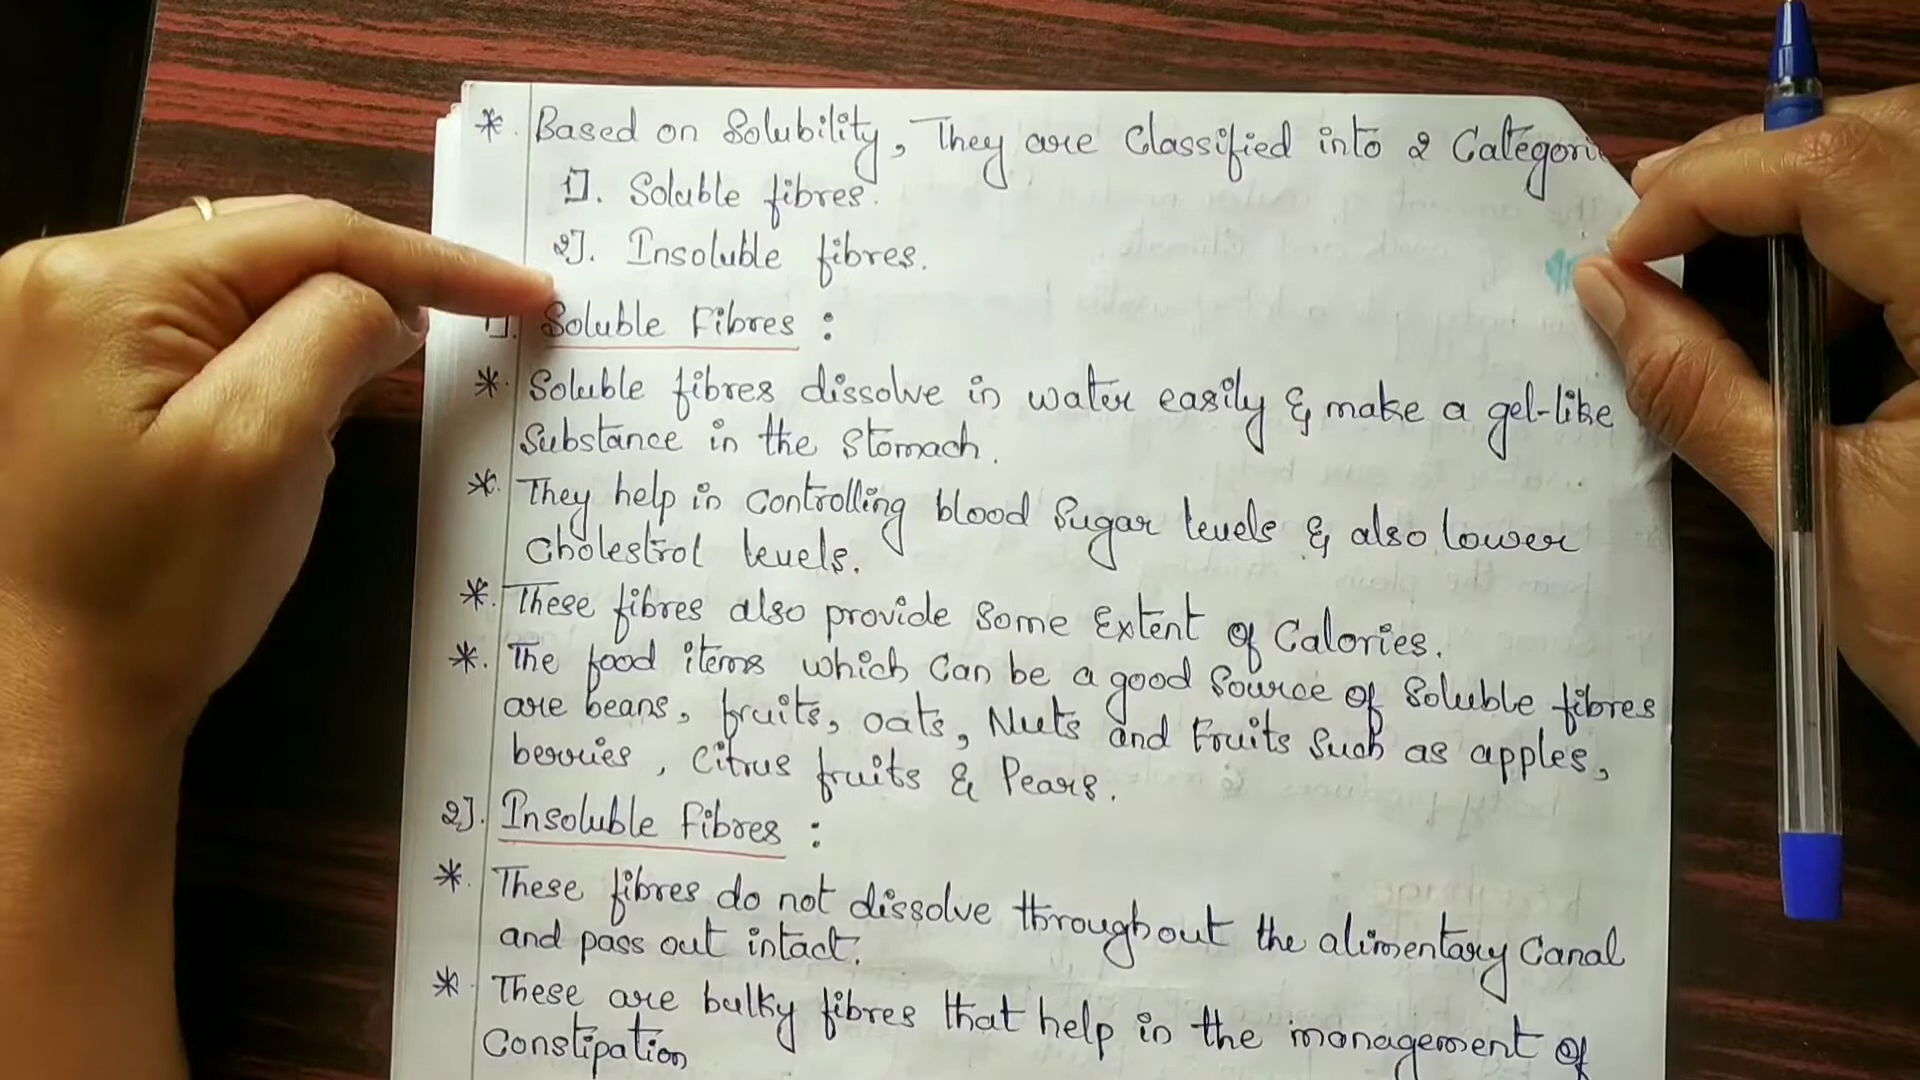 * Based on Solubility, They are Classified into 2 Categori
1]. Soluble fibres.
2]. Insoluble fibres.
1]. Soluble Fibres :
* Soluble fibres dissolve in water easily & make a gel-like
Substance in the Stomach.
* They help in Controlling blood Sugar levels & also lower
Cholestrol levels.
* These fibres also provide Some Extent of Calories.
* The food items which Can be a good Source of Soluble fibres
are beans, fruits, oats, Nuts and Fruits Such as apples,
berries, Citrus fruits & Pears.
2]. Insoluble Fibres :
* These fibres do not dissolve throughout the alimentary Canal
and pass out intact.
* These are bulky fibres that help in the management of
Constipation